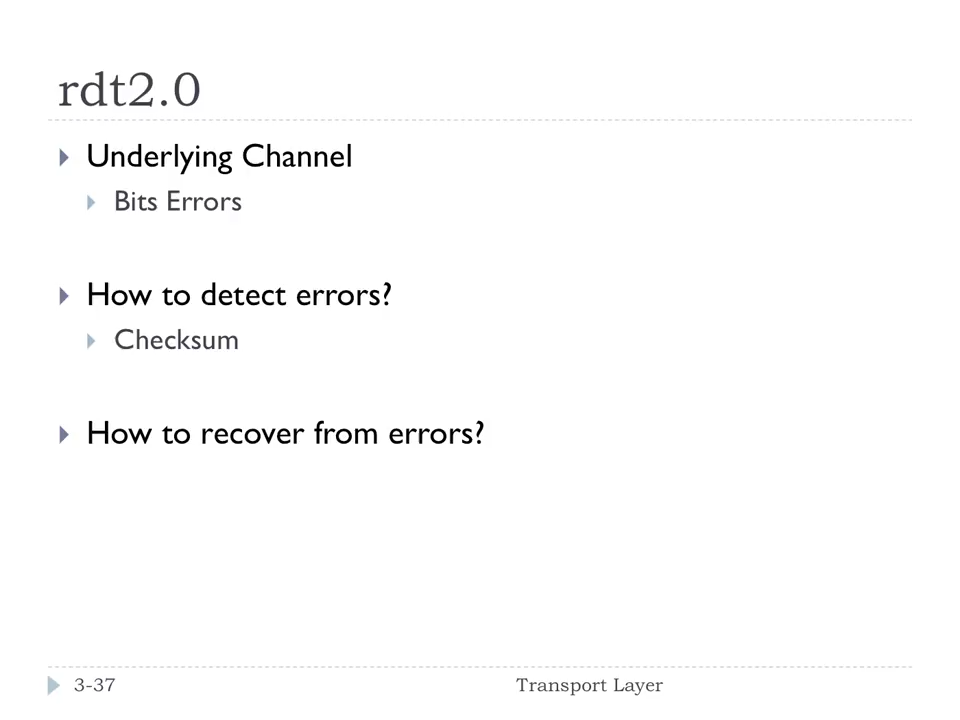 rdt2.0
Underlying Channel
Bits Errors
How to detect errors?
Checksum
How to recover from errors?
3-37
Transport Layer